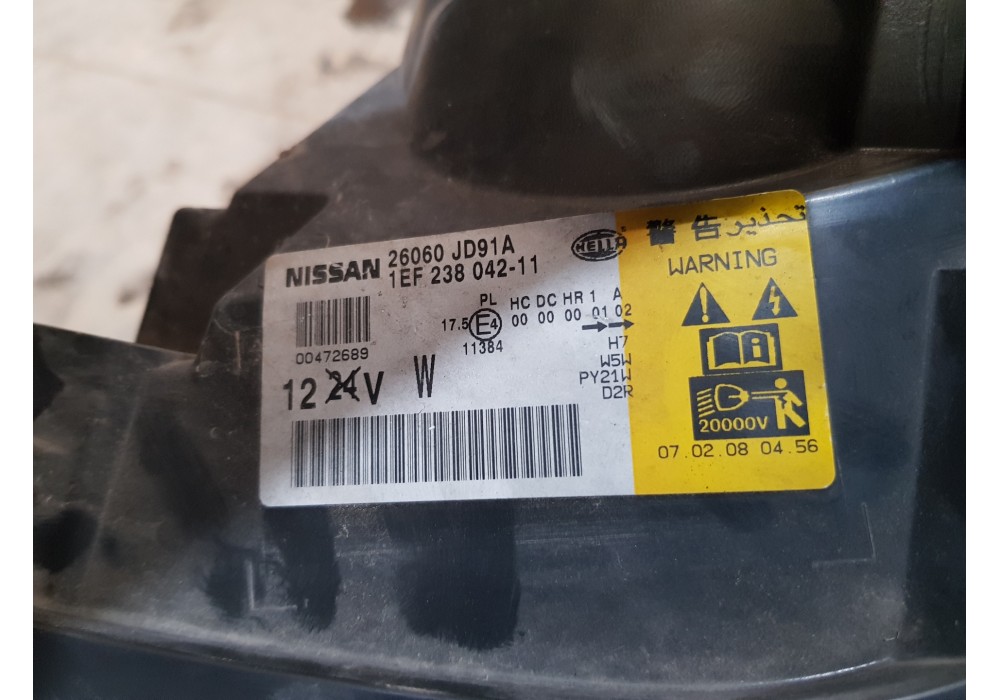 NISSAN 26060 JD91A
1EF 238 042-11
HELLA
00472689
PL HC DC HR 1 A
17.5 E4 00 00 00 01 02
11384
12 24 V W
H7
W5W
PY21W
D2R
警告 تحذير
WARNING
i
20000V
07.02.08 04.56